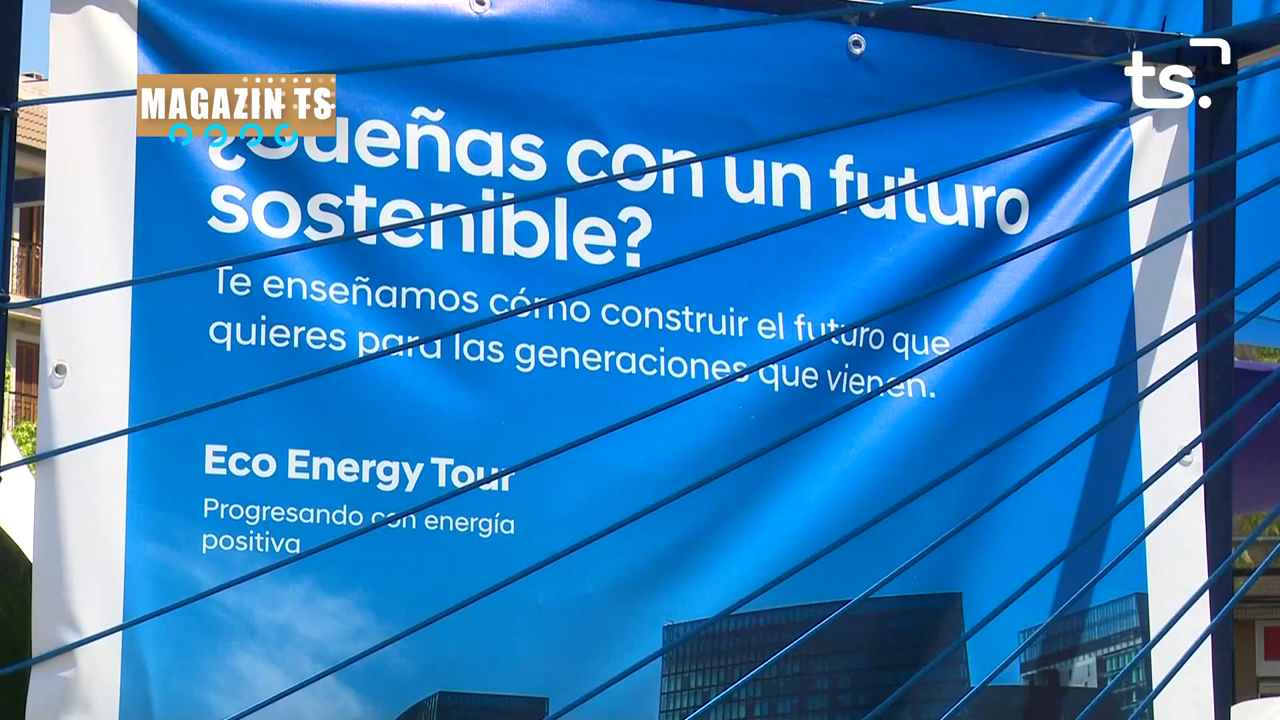 MAGAZIN TS
ts.
¿Sueñas con un futuro
sostenible?
Te enseñamos cómo construir el futuro que
quieres para las generaciones que vienen.
Eco Energy Tour
Progresando con energía
positiva